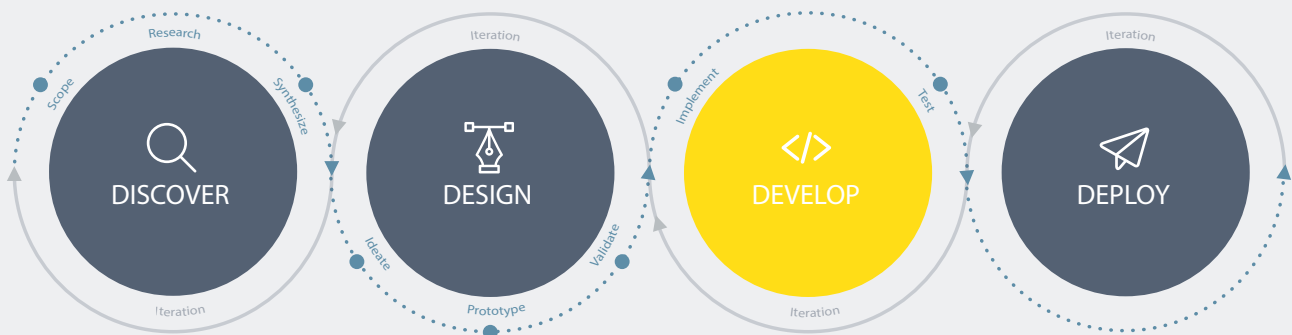 Scope
Research
Synthesize
DISCOVER
Iteration
Iteration
DESIGN
Ideate
Prototype
Validate
Implement
Test
DEVELOP
Iteration
Iteration
DEPLOY